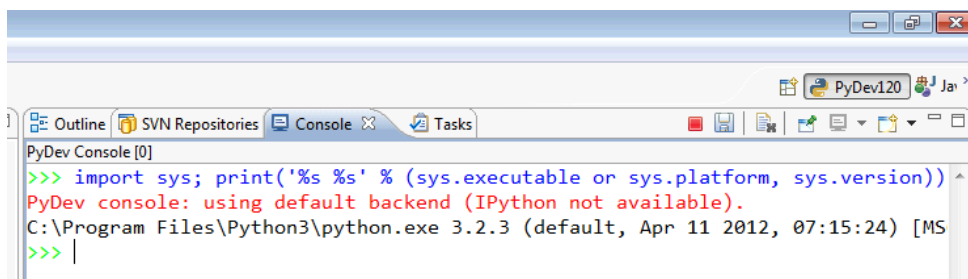 PyDev120 Jav
Outline SVN Repositories Console Tasks
PyDev Console [0]
>>> import sys; print('%s %s' % (sys.executable or sys.platform, sys.version))
PyDev console: using default backend (IPython not available).
C:\Program Files\Python3\python.exe 3.2.3 (default, Apr 11 2012, 07:15:24) [MS
>>>